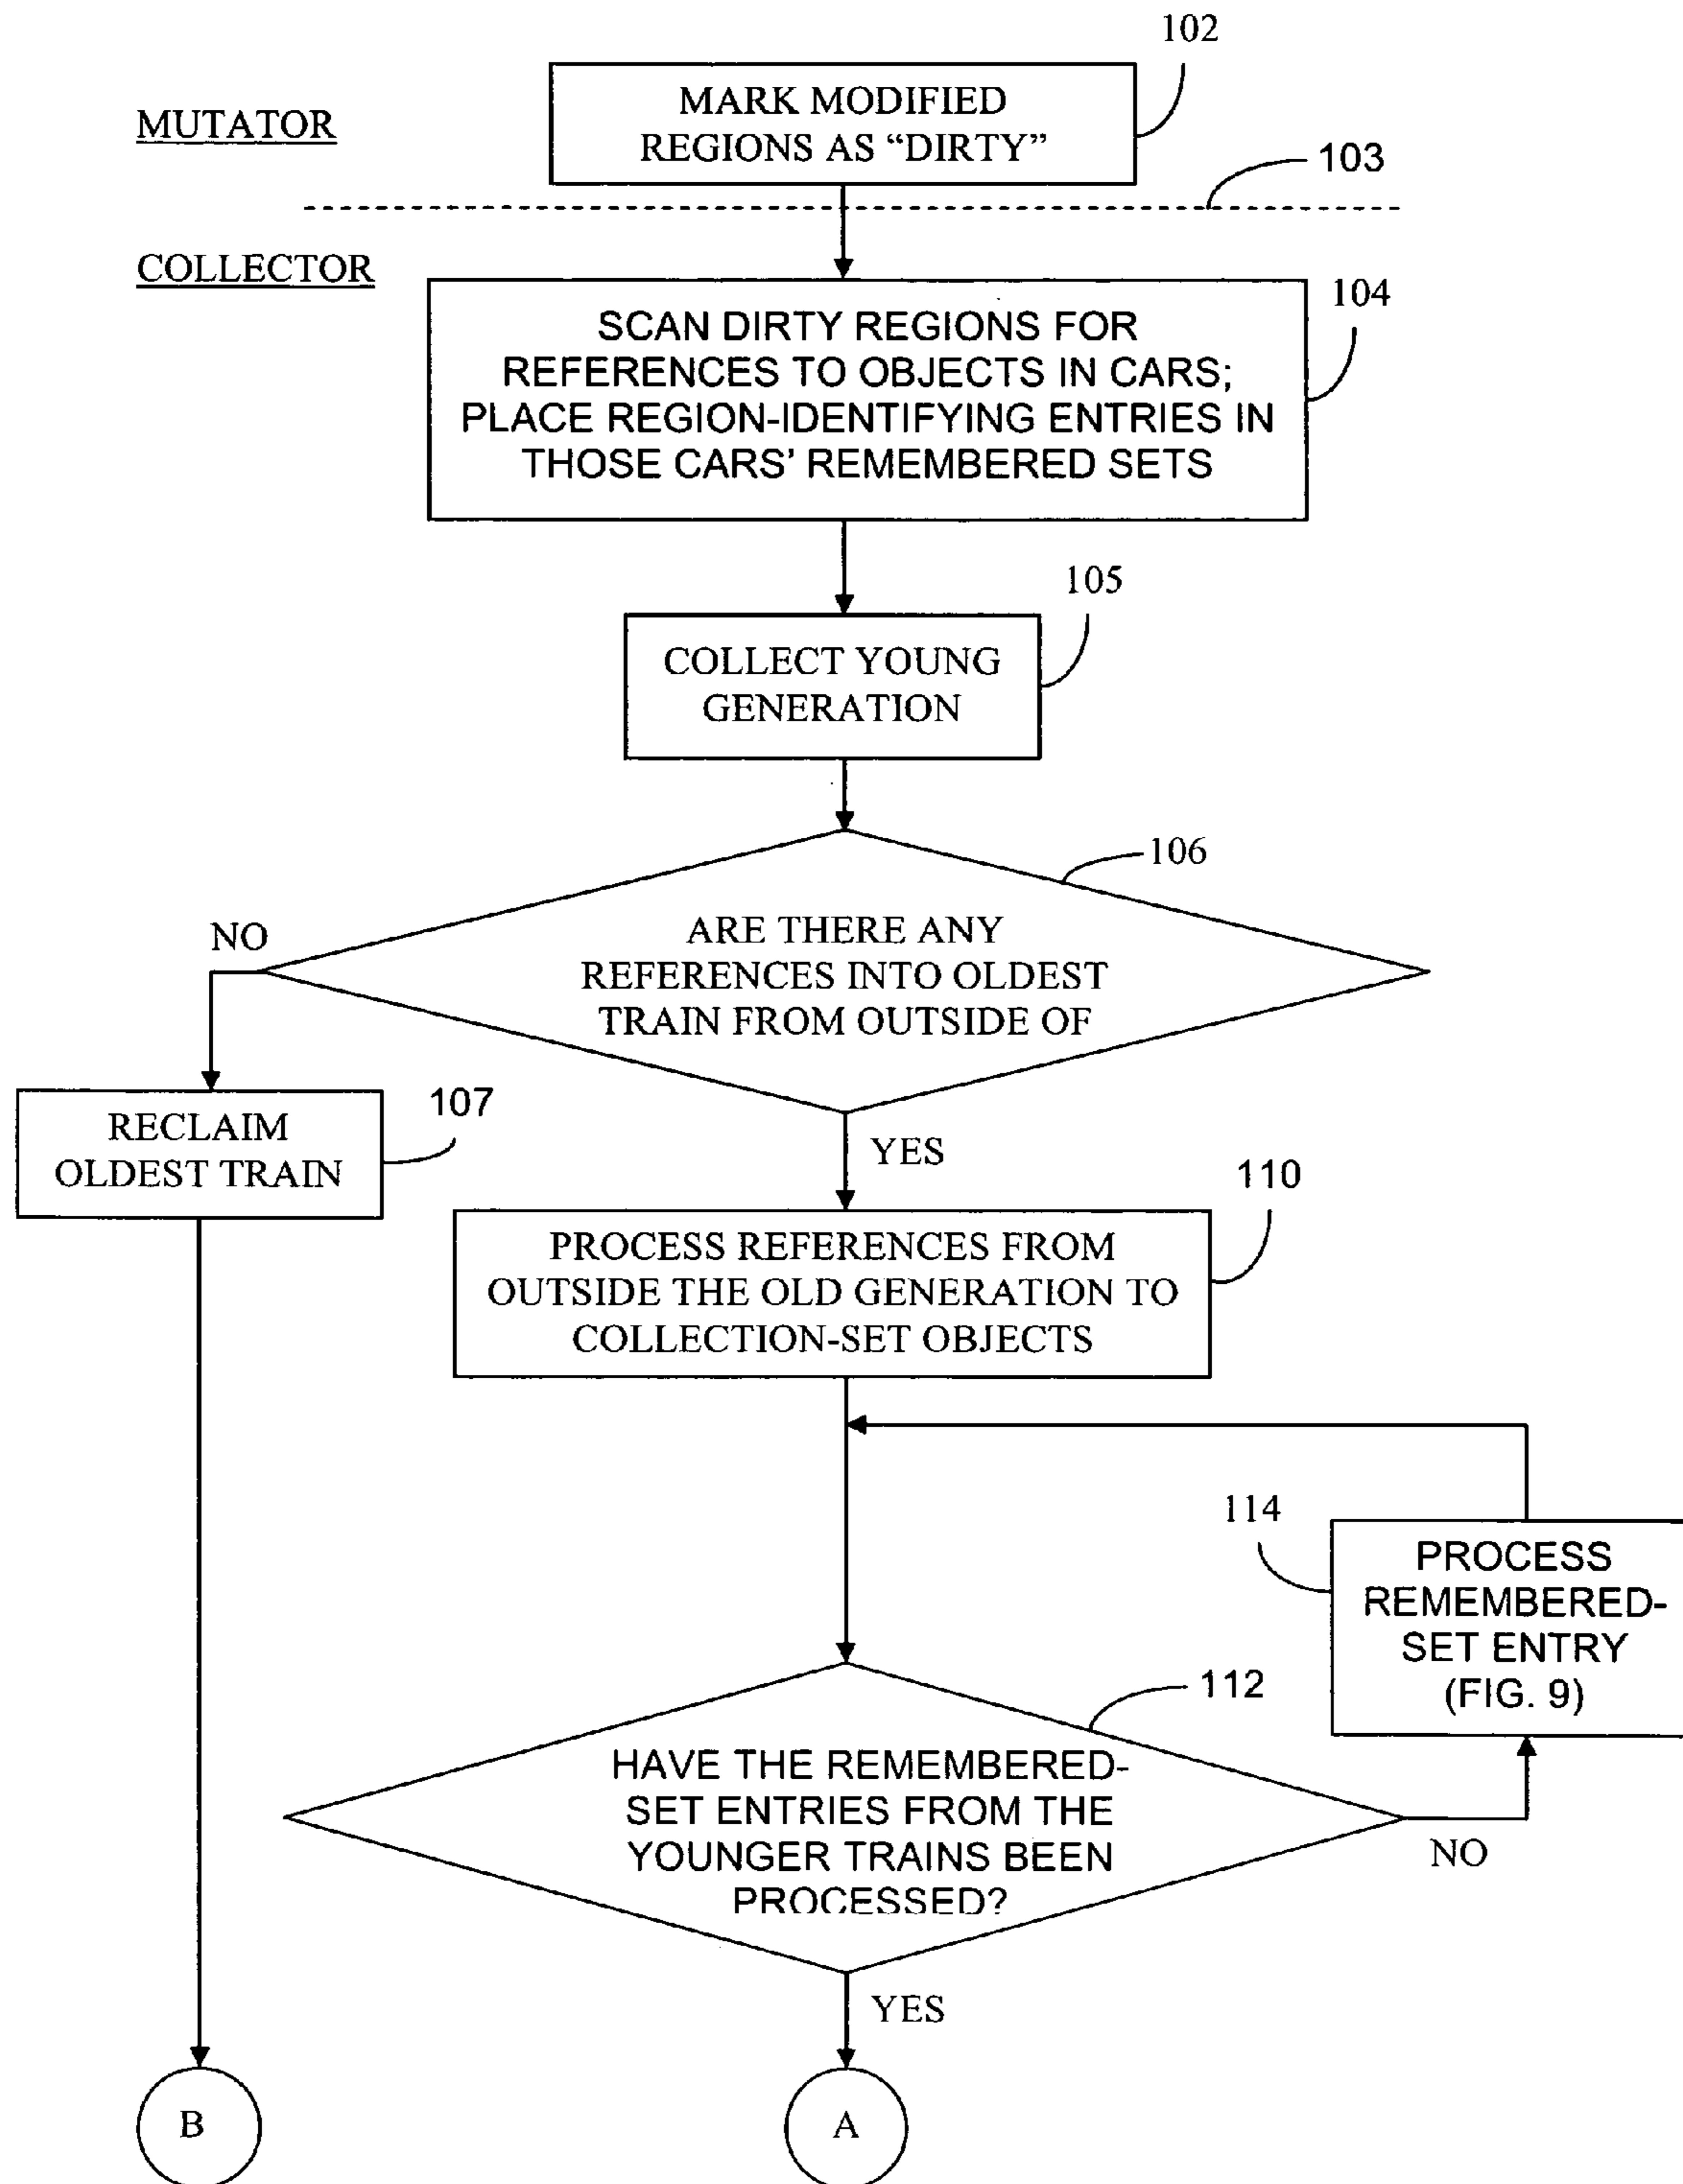 102
MUTATOR
MARK MODIFIED
REGIONS AS “DIRTY”
103
COLLECTOR
104
SCAN DIRTY REGIONS FOR
REFERENCES TO OBJECTS IN CARS;
PLACE REGION-IDENTIFYING ENTRIES IN
THOSE CARS’ REMEMBERED SETS
105
COLLECT YOUNG
GENERATION
106
NO
ARE THERE ANY
REFERENCES INTO OLDEST
TRAIN FROM OUTSIDE OF
107
RECLAIM
OLDEST TRAIN
YES
110
PROCESS REFERENCES FROM
OUTSIDE THE OLD GENERATION TO
COLLECTION-SET OBJECTS
114
PROCESS
REMEMBERED-
SET ENTRY
(FIG. 9)
112
HAVE THE REMEMBERED-
SET ENTRIES FROM THE
YOUNGER TRAINS BEEN
PROCESSED?
NO
YES
B
A